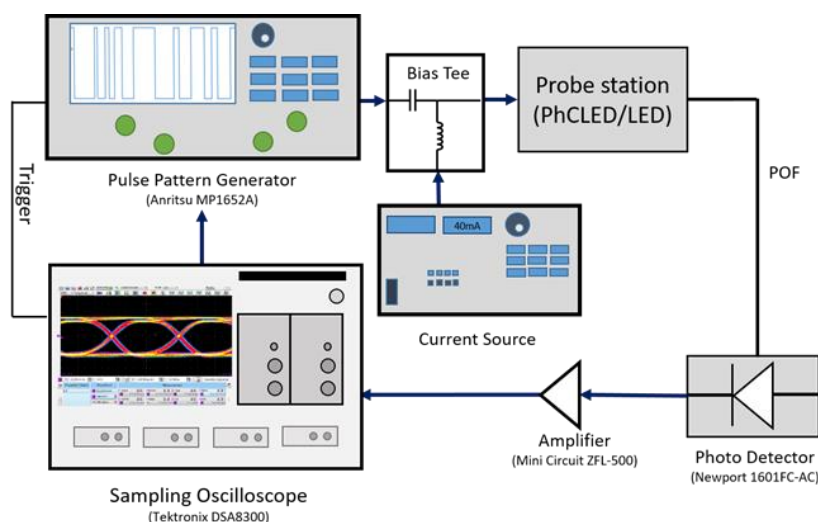 Bias Tee
Probe station
(PhCLED/LED)
Trigger
Pulse Pattern Generator
(Anritsu MP1652A)
POF
40mA
Current Source
Amplifier
(Mini Circuit ZFL-500)
Photo Detector
(Newport 1601FC-AC)
Sampling Oscilloscope
(Tektronix DSA8300)